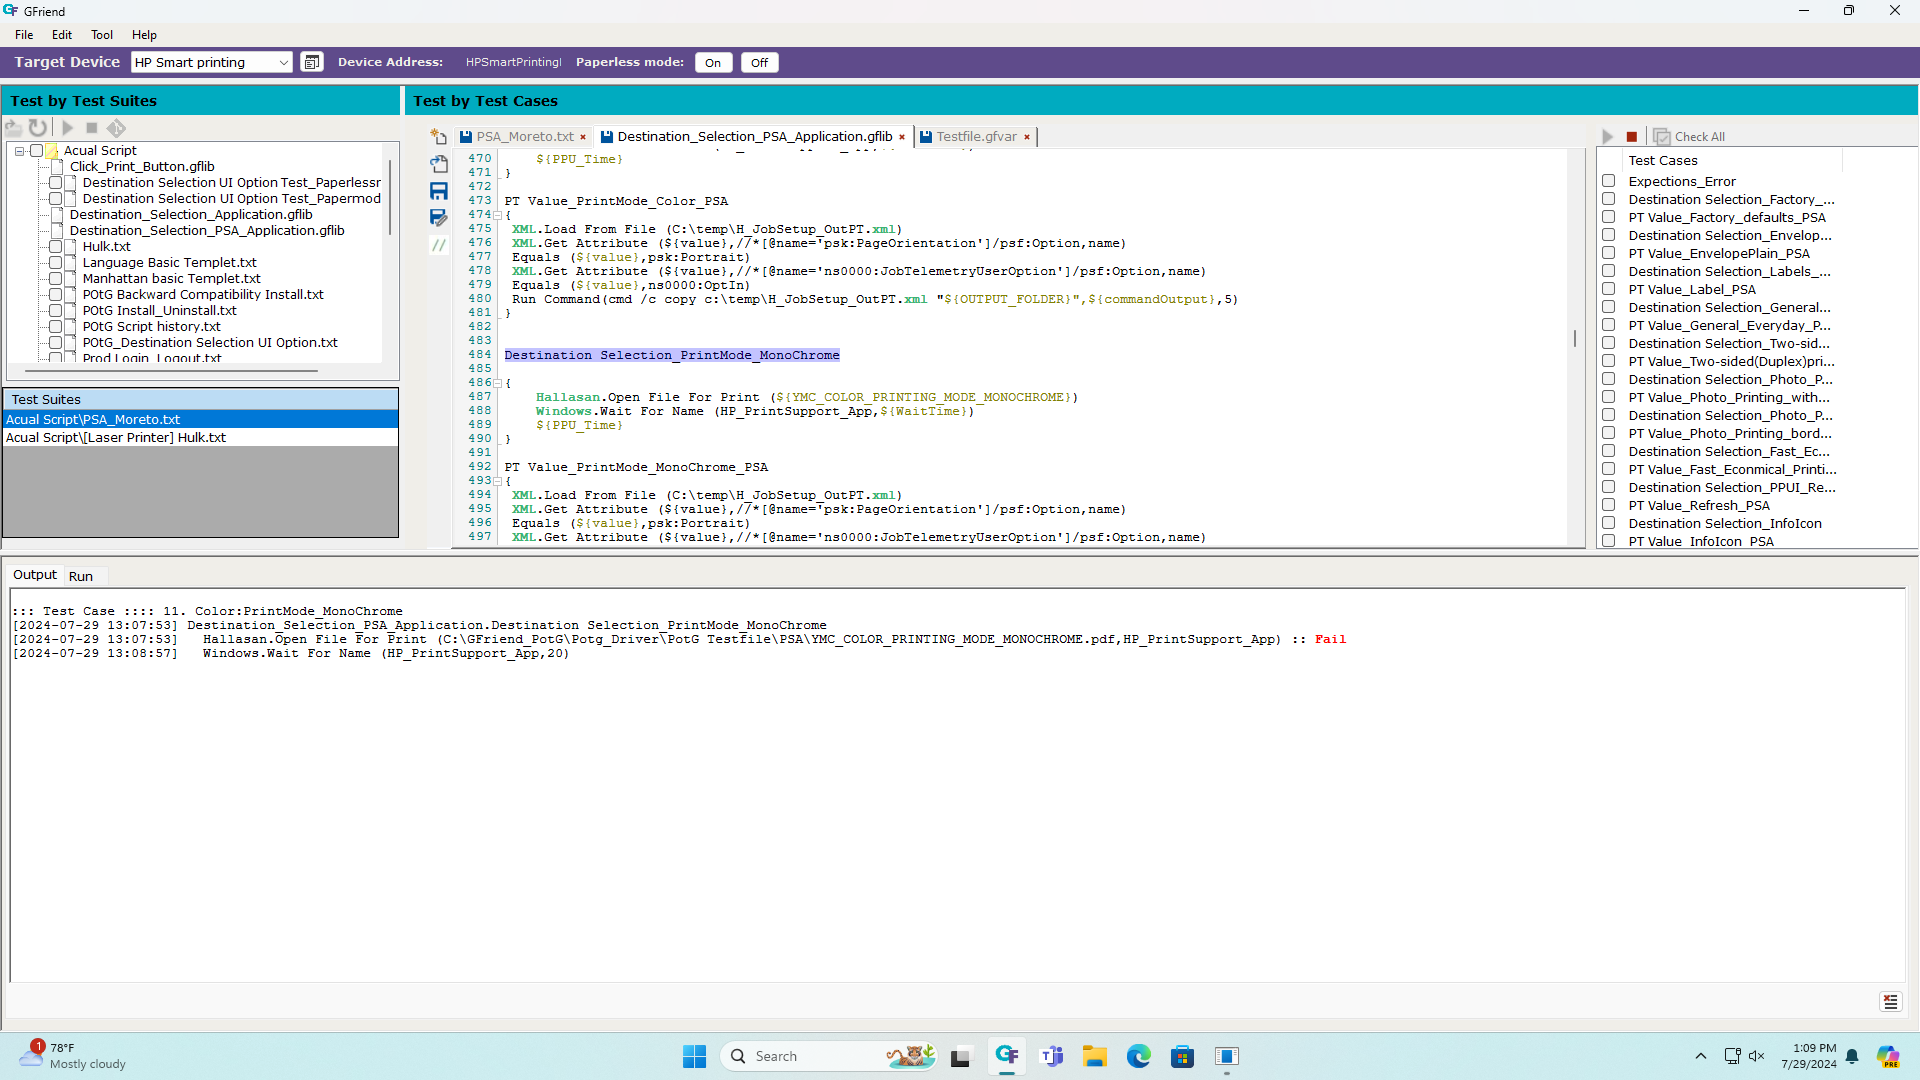 GFriend
File Edit Tool Help
Target Device HP Smart printing Device Address: HPSmartPrintingI Paperless mode: On Off
Test by Test Suites
Acual Script
Click_Print_Button.gflib
Destination Selection UI Option Test_Paperlessr
Destination Selection UI Option Test_Papermod
Destination_Selection_Application.gflib
Destination_Selection_PSA_Application.gflib
Hulk.txt
Language Basic Templet.txt
Manhattan basic Templet.txt
POtG Backward Compatibility Install.txt
POtG Install_Uninstall.txt
POtG Script history.txt
POtG_Destination Selection UI Option.txt
Prod Login_Logout.txt
Test Suites
Acual Script\PSA_Moreto.txt
Acual Script\[Laser Printer] Hulk.txt
Test by Test Cases
PSA_Moreto.txt Destination_Selection_PSA_Application.gflib Testfile.gfvar
470 ${PPU_Time}
471 }
472
473 PT Value_PrintMode_Color_PSA
474 {
475 XML.Load From File (C:\temp\H_JobSetup_OutPT.xml)
476 XML.Get Attribute (${value},//*[@name='psk:PageOrientation']/psf:Option,name)
477 Equals (${value},psk:Portrait)
478 XML.Get Attribute (${value},//*[@name='ns0000:JobTelemetryUserOption']/psf:Option,name)
479 Equals (${value},ns0000:OptIn)
480 Run Command(cmd /c copy c:\temp\H_JobSetup_OutPT.xml "${OUTPUT_FOLDER}",${commandOutput},5)
481 }
482
483
484 Destination Selection_PrintMode_MonoChrome
485
486 {
487 Hallasan.Open File For Print (${YMC_COLOR_PRINTING_MODE_MONOCHROME})
488 Windows.Wait For Name (HP_PrintSupport_App,${WaitTime})
489 ${PPU_Time}
490 }
491
492 PT Value_PrintMode_MonoChrome_PSA
493 {
494 XML.Load From File (C:\temp\H_JobSetup_OutPT.xml)
495 XML.Get Attribute (${value},//*[@name='psk:PageOrientation']/psf:Option,name)
496 Equals (${value},psk:Portrait)
497 XML.Get Attribute (${value},//*[@name='ns0000:JobTelemetryUserOption']/psf:Option,name)
Check All
Test Cases
Expections_Error
Destination Selection_Factory_...
PT Value_Factory_defaults_PSA
Destination Selection_Envelop...
PT Value_EnvelopePlain_PSA
Destination Selection_Labels_...
PT Value_Label_PSA
Destination Selection_General...
PT Value_General_Everyday_P...
Destination Selection_Two-sid...
PT Value_Two-sided(Duplex)pri...
Destination Selection_Photo_P...
PT Value_Photo_Printing_with...
Destination Selection_Photo_P...
PT Value_Photo_Printing_bord...
Destination Selection_Fast_Ec...
PT Value_Fast_Econmical_Printi...
Destination Selection_PPUI_Re...
PT Value_Refresh_PSA
Destination Selection_InfoIcon
PT Value_InfoIcon_PSA
Output Run
::: Test Case :::: 11. Color:PrintMode_MonoChrome
[2024-07-29 13:07:53] Destination_Selection_PSA_Application.Destination Selection_PrintMode_MonoChrome
[2024-07-29 13:07:53] Hallasan.Open File For Print (C:\GFriend_PotG\Potg_Driver\PotG Testfile\PSA\YMC_COLOR_PRINTING_MODE_MONOCHROME.pdf,HP_PrintSupport_App) :: Fail
[2024-07-29 13:08:57] Windows.Wait For Name (HP_PrintSupport_App,20)
1
78°F
Mostly cloudy
Search
1:09 PM
7/29/2024
PRE